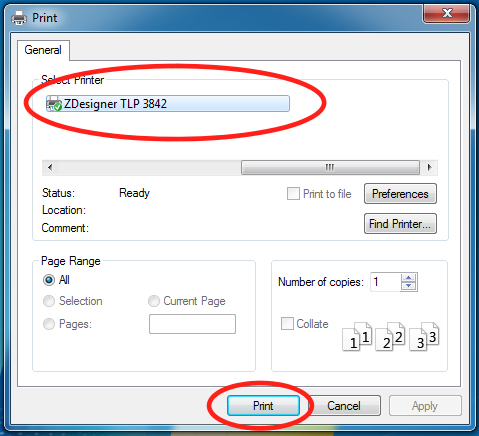 Print
General
Select Printer
ZDesigner TLP 3842
Status: Ready
Print to file
Preferences
Location:
Comment:
Find Printer...
Page Range
All
Selection
Current Page
Pages:
Number of copies: 1
Collate
1 1 2 2 3 3
Print
Cancel
Apply